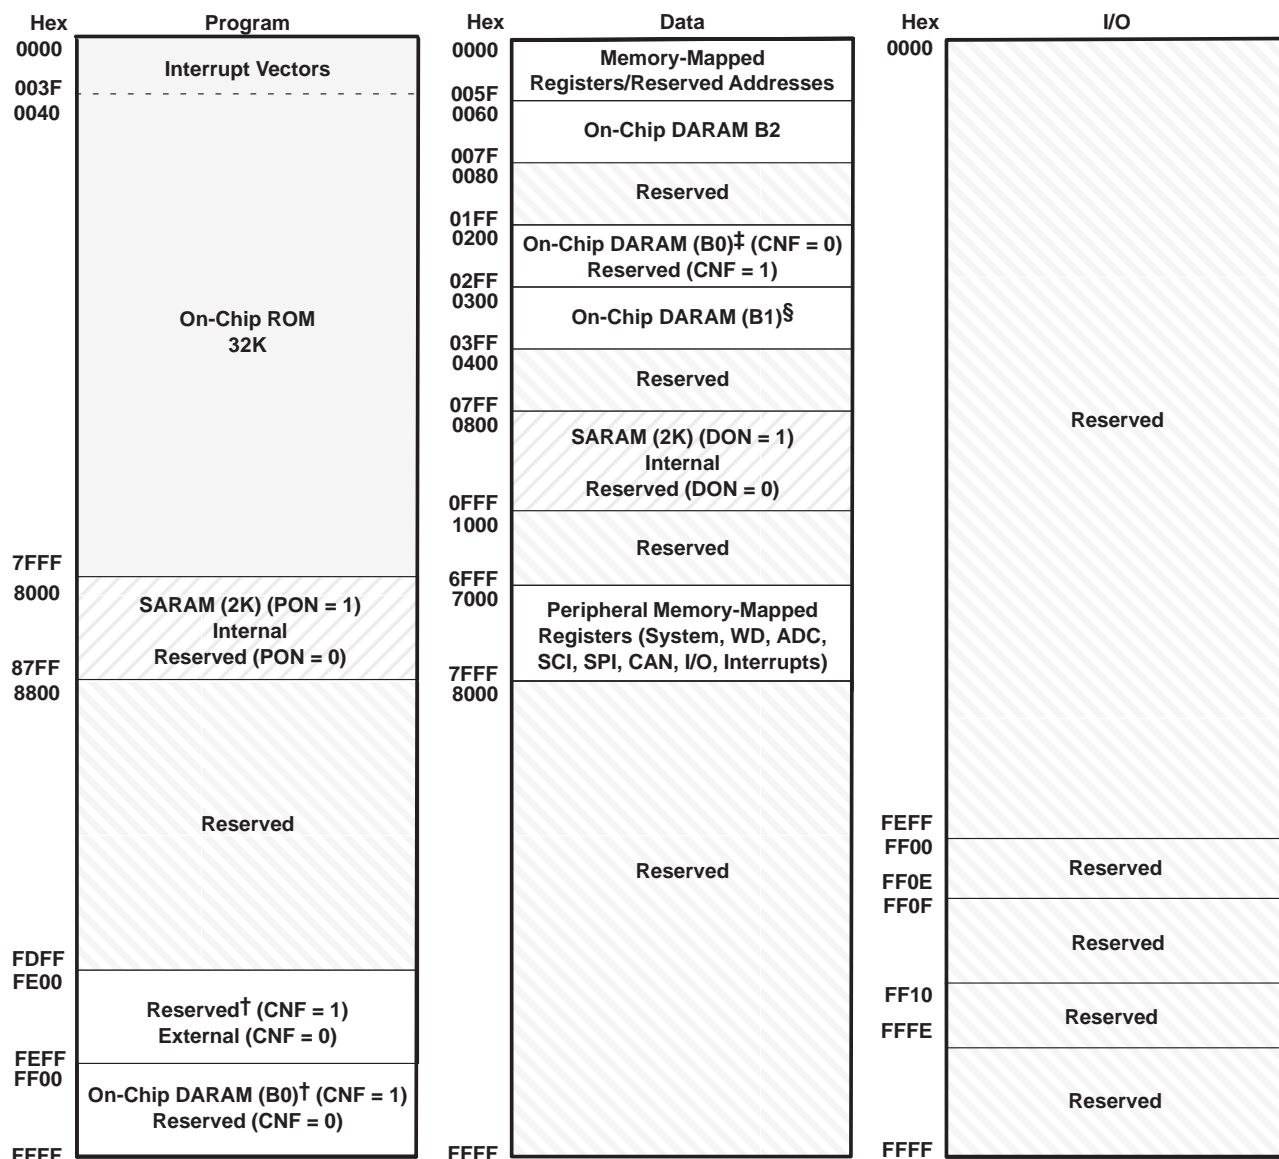 Hex Program
0000
Interrupt Vectors
003F
0040
On-Chip ROM
32K
7FFF
8000
SARAM (2K) (PON = 1)
Internal
Reserved (PON = 0)
87FF
8800
Reserved
FDFF
FE00
Reserved† (CNF = 1)
External (CNF = 0)
FEFF
FF00
On-Chip DARAM (B0)† (CNF = 1)
Reserved (CNF = 0)
FFFF
Hex Data
0000
Memory-Mapped
Registers/Reserved Addresses
005F
0060
On-Chip DARAM B2
007F
0080
Reserved
01FF
0200
On-Chip DARAM (B0)‡ (CNF = 0)
Reserved (CNF = 1)
02FF
0300
On-Chip DARAM (B1)§
03FF
0400
Reserved
07FF
0800
SARAM (2K) (DON = 1)
Internal
Reserved (DON = 0)
0FFF
1000
Reserved
6FFF
7000
Peripheral Memory-Mapped
Registers (System, WD, ADC,
SCI, SPI, CAN, I/O, Interrupts)
7FFF
8000
Reserved
FFFF
Hex I/O
0000
Reserved
FEFF
FF00
Reserved
FF0E
FF0F
Reserved
FF10
Reserved
FFFE
Reserved
FFFF